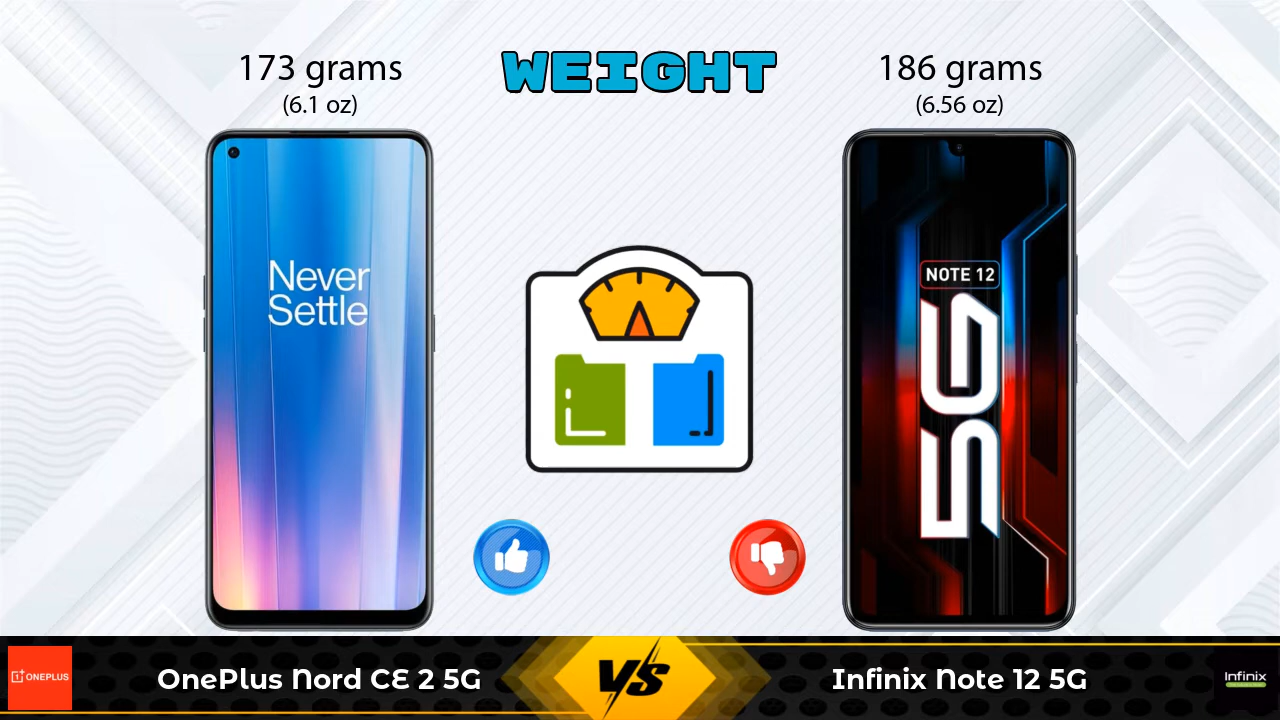 173 grams
(6.1 oz)
WEIGHT
186 grams
(6.56 oz)
Never
Settle
NOTE 12
5G
ONEPLUS
OnePlus Nord CE 2 5G
VS
Infinix Note 12 5G
Infinix